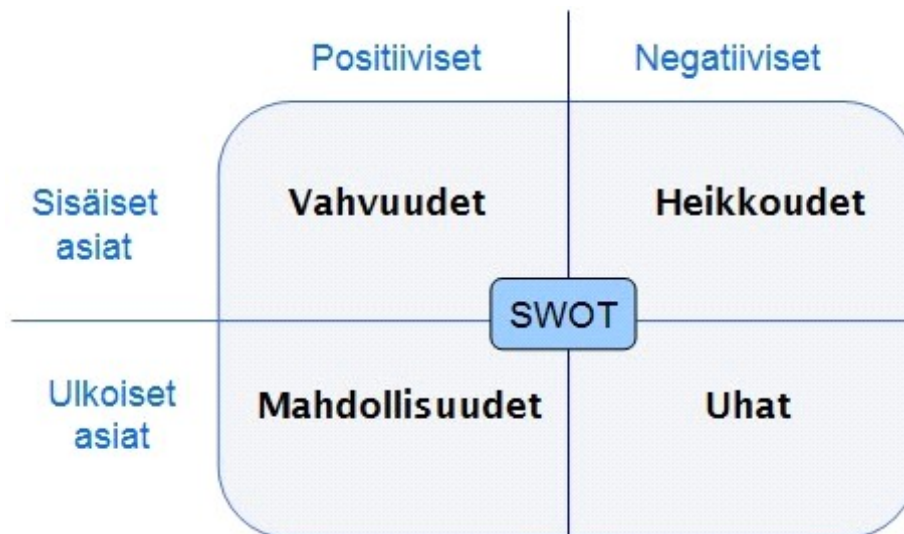 Positiiviset
Negatiiviset
Sisäiset
asiat
Vahvuudet
Heikkoudet
SWOT
Ulkoiset
asiat
Mahdollisuudet
Uhat